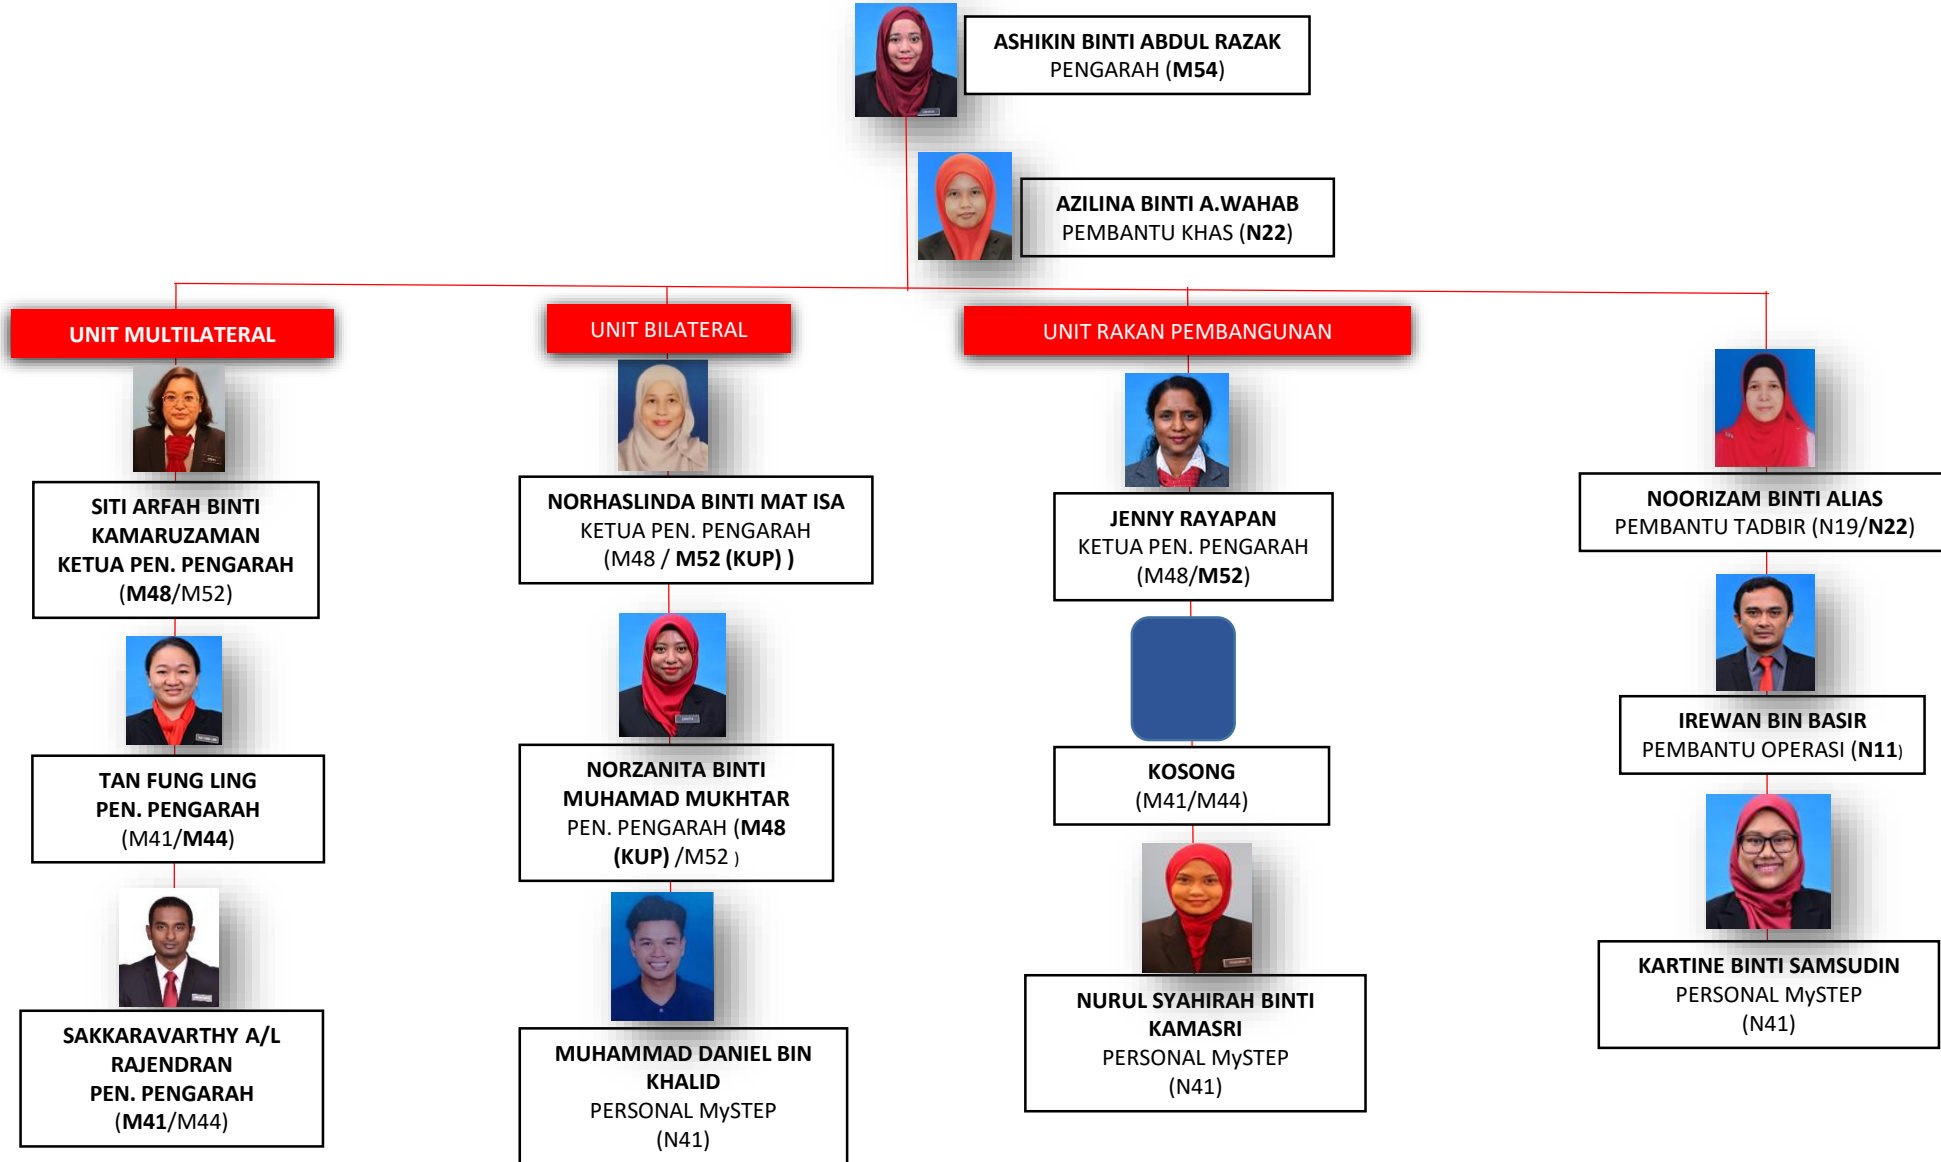 ASHIKIN BINTI ABDUL RAZAK
PENGARAH (M54)
AZILINA BINTI A.WAHAB
PEMBANTU KHAS (N22)
UNIT MULTILATERAL
SITI ARFAH BINTI
KAMARUZAMAN
KETUA PEN. PENGARAH
(M48/M52)
TAN FUNG LING
PEN. PENGARAH
(M41/M44)
SAKKARAVARTHY A/L
RAJENDRAN
PEN. PENGARAH
(M41/M44)
UNIT BILATERAL
NORHASLINDA BINTI MAT ISA
KETUA PEN. PENGARAH
(M48 / M52 (KUP) )
NORZANITA BINTI
MUHAMAD MUKHTAR
PEN. PENGARAH (M48
(KUP) /M52 )
MUHAMMAD DANIEL BIN
KHALID
PERSONAL MySTEP
(N41)
UNIT RAKAN PEMBANGUNAN
JENNY RAYAPAN
KETUA PEN. PENGARAH
(M48/M52)
KOSONG
(M41/M44)
NURUL SYAHIRAH BINTI
KAMASRI
PERSONAL MySTEP
(N41)
NOORIZAM BINTI ALIAS
PEMBANTU TADBIR (N19/N22)
IREWAN BIN BASIR
PEMBANTU OPERASI (N11)
KARTINE BINTI SAMSUDIN
PERSONAL MySTEP
(N41)